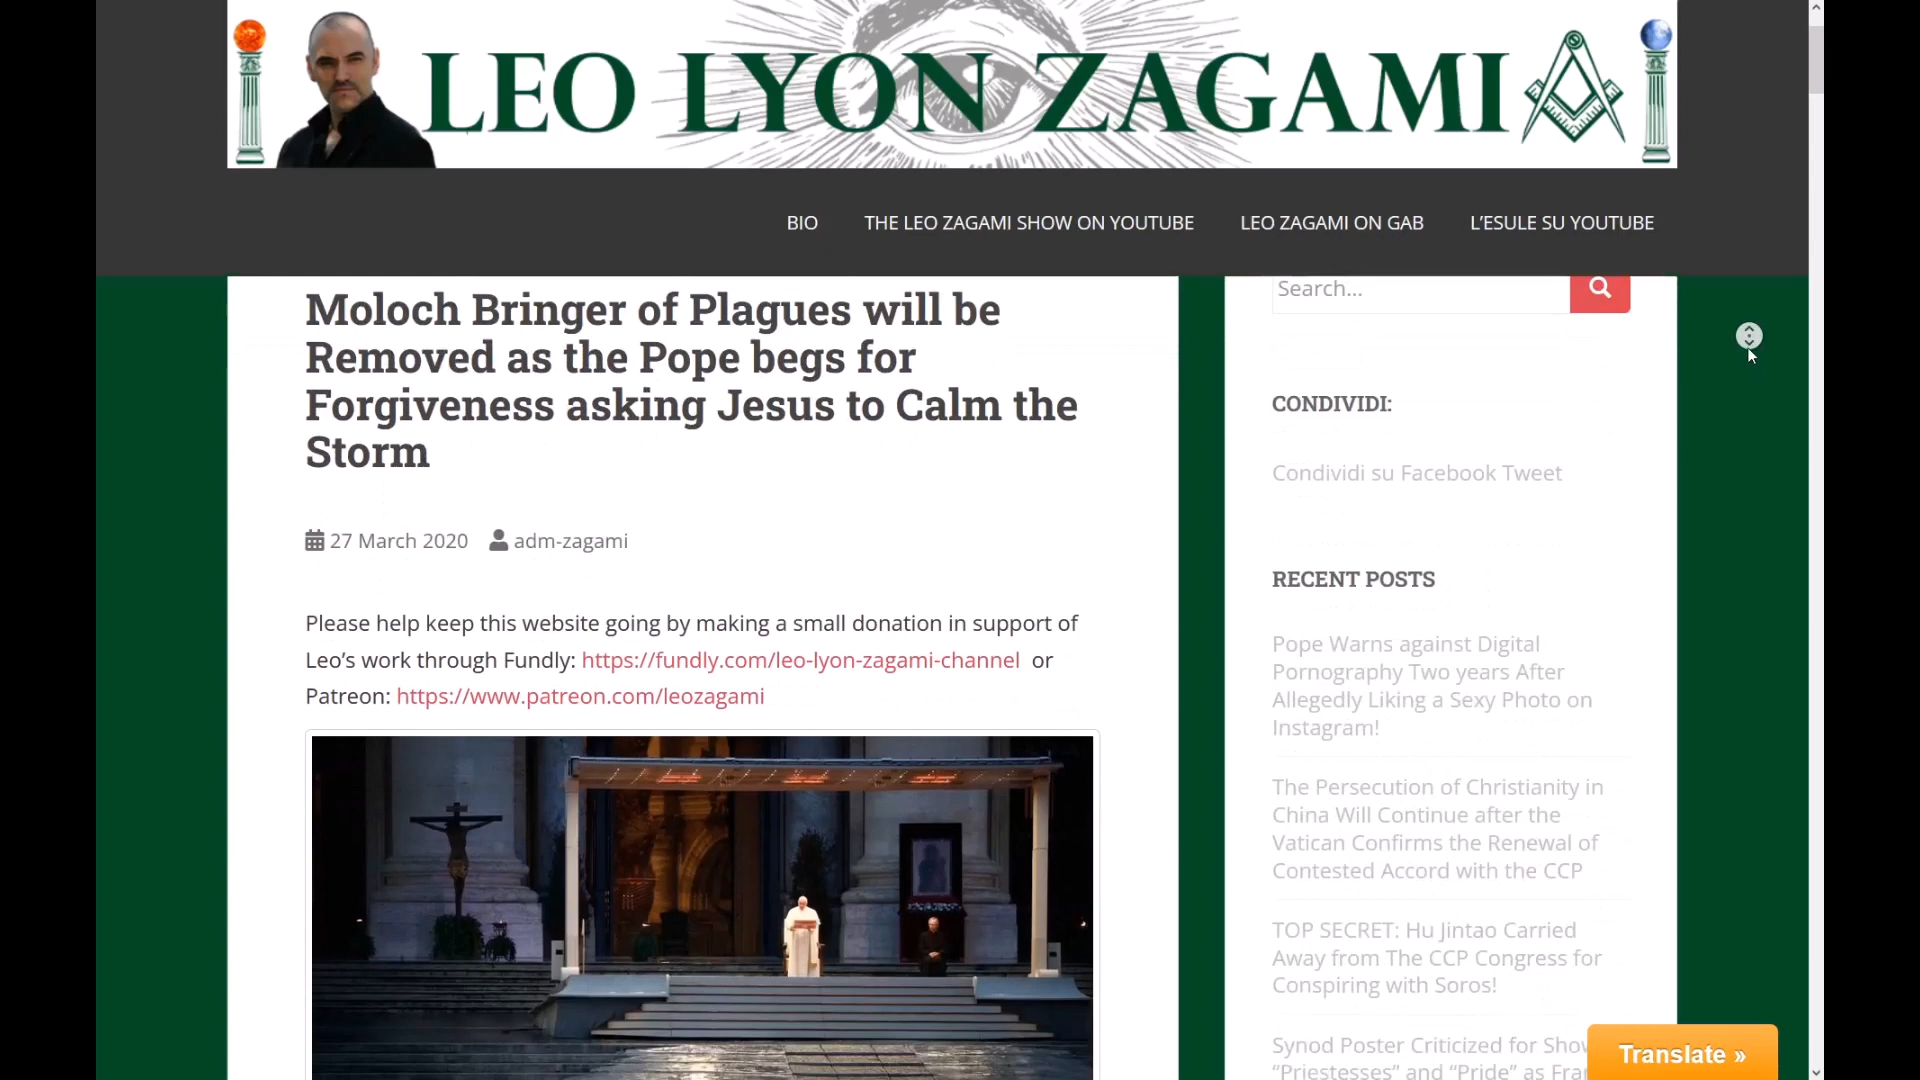 LEO LYON ZAGAMI
BIO
THE LEO ZAGAMI SHOW ON YOUTUBE
LEO ZAGAMI ON GAB
L'ESULE SU YOUTUBE
Moloch Bringer of Plagues will be
Removed as the Pope begs for
Forgiveness asking Jesus to Calm the
Storm
27 March 2020 adm-zagami
Please help keep this website going by making a small donation in support of
Leo’s work through Fundly: https://fundly.com/leo-lyon-zagami-channel or
Patreon: https://www.patreon.com/leozagami
Search...
CONDIVIDI:
Condividi su Facebook Tweet
RECENT POSTS
Pope Warns against Digital
Pornography Two years After
Allegedly Liking a Sexy Photo on
Instagram!
The Persecution of Christianity in
China Will Continue after the
Vatican Confirms the Renewal of
Contested Accord with the CCP
TOP SECRET: Hu Jintao Carried
Away from The CCP Congress for
Conspiring with Soros!
Synod Poster Criticized for
“Priestesses” and “Pride” as
Translate »